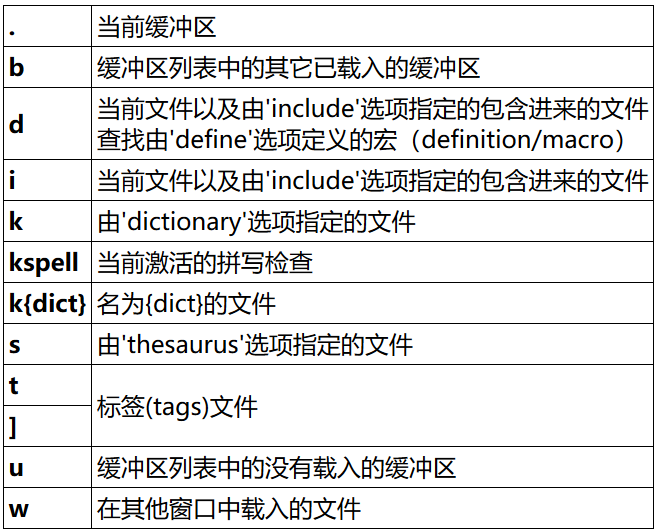 . 当前缓冲区
b 缓冲区列表中的其它已载入的缓冲区
d 当前文件以及由'include'选项指定的包含进来的文件
查找由'define'选项定义的宏（definition/macro）
i 当前文件以及由'include'选项指定的包含进来的文件
k 由'dictionary'选项指定的文件
kspell 当前激活的拼写检查
k{dict} 名为{dict}的文件
s 由'thesaurus'选项指定的文件
t 标签(tags)文件
]
u 缓冲区列表中的没有载入的缓冲区
w 在其他窗口中载入的文件